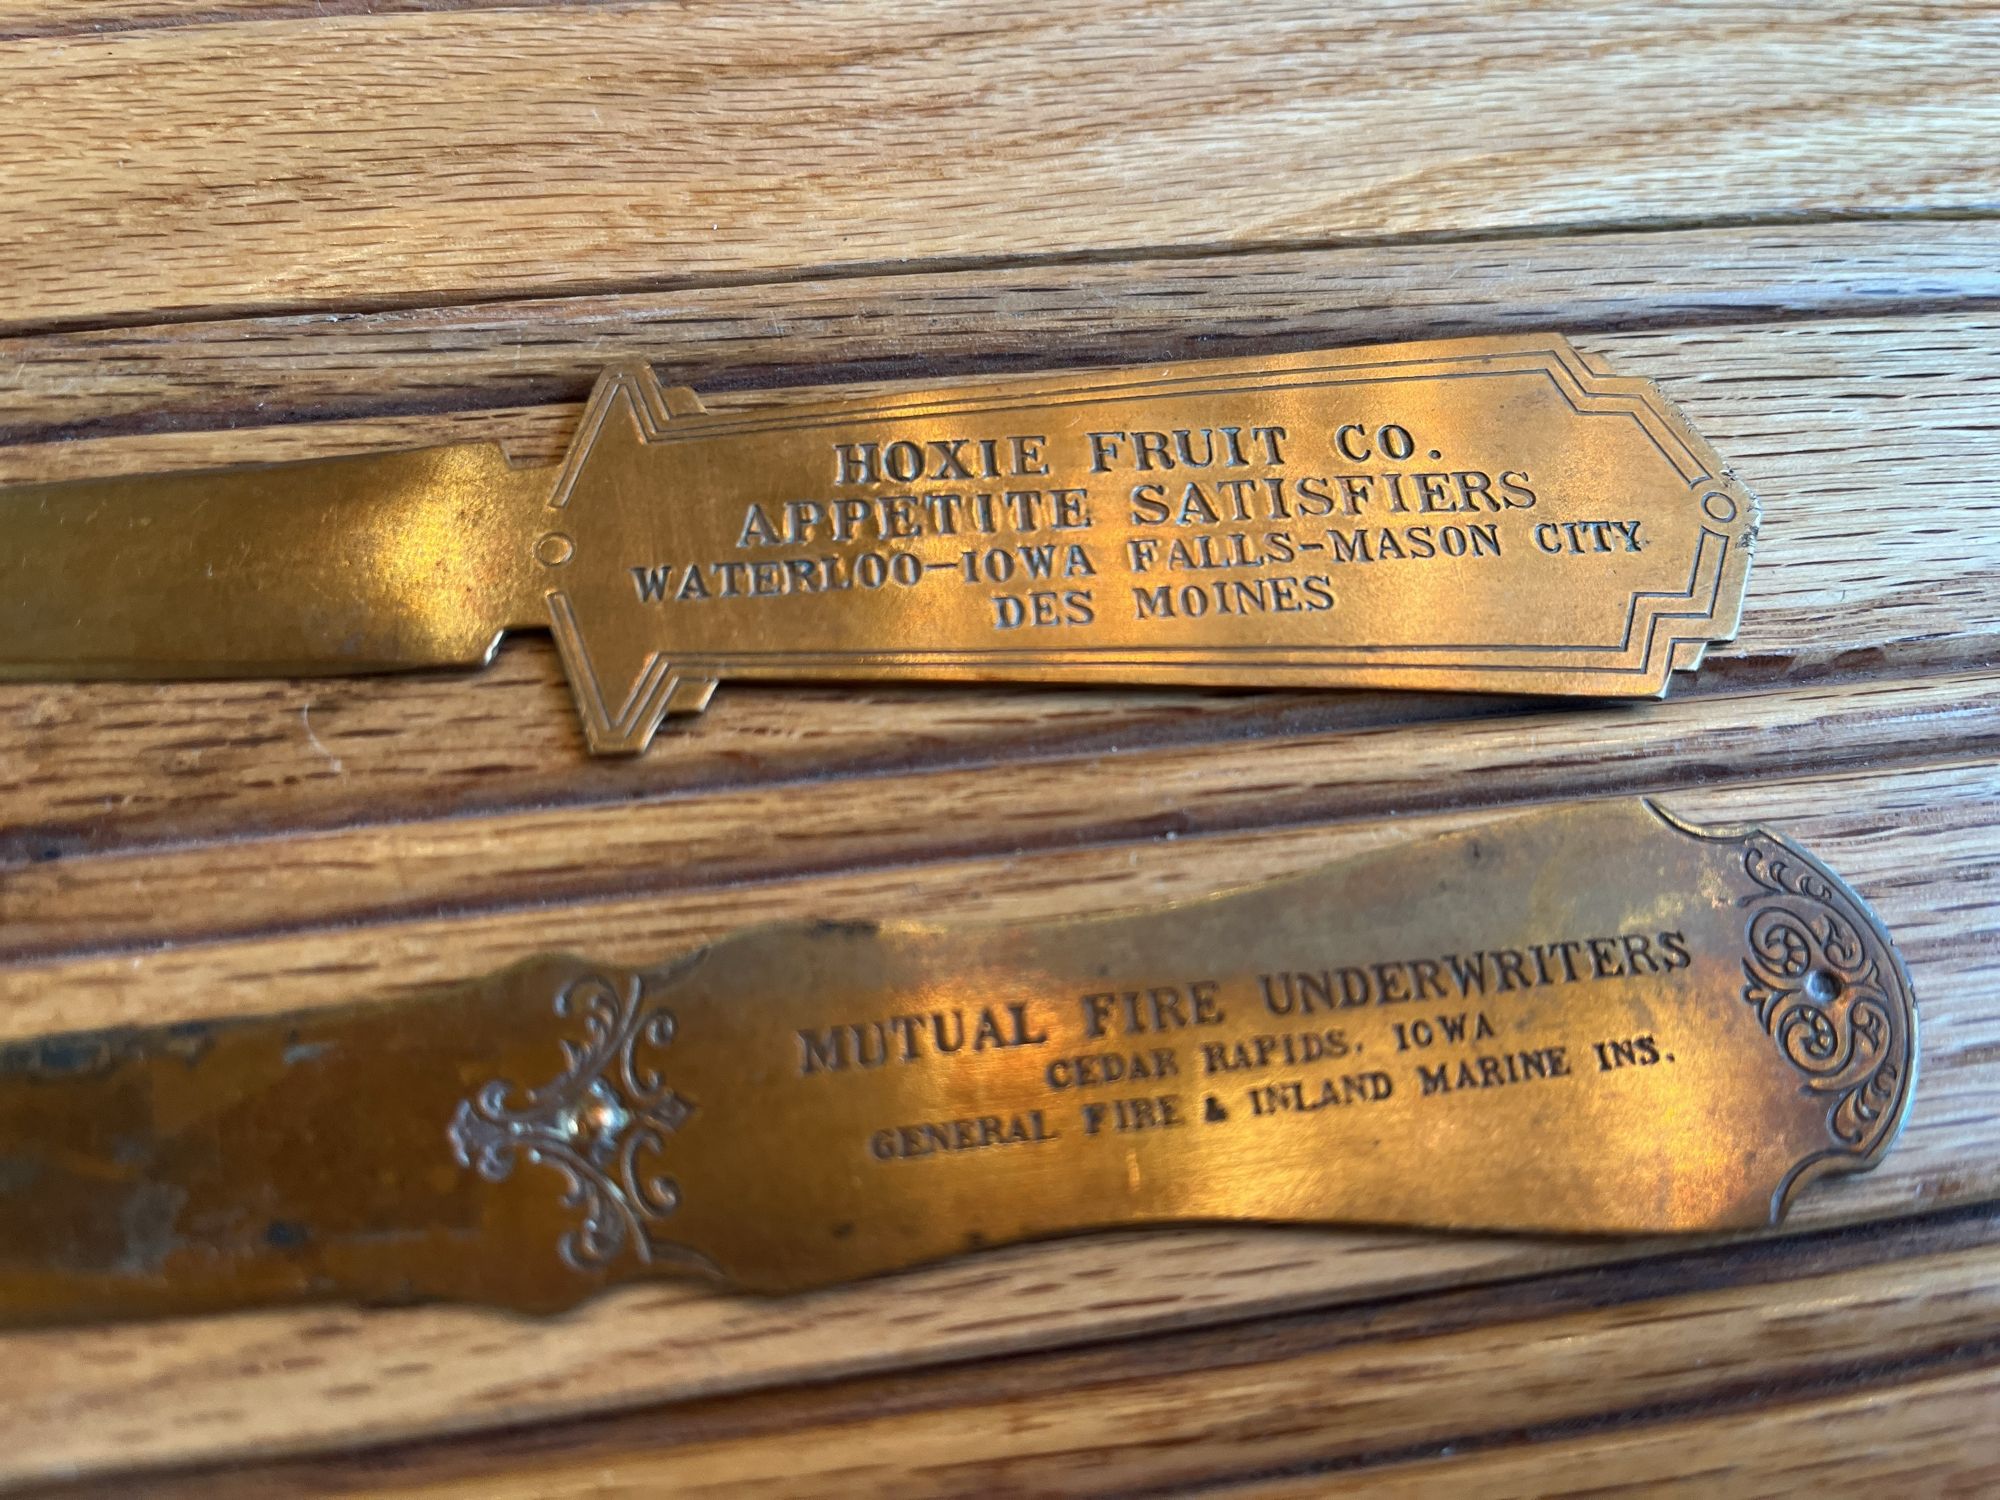 HOXIE FRUIT CO.
APPETITE SATISFIERS
WATERLOO-IOWA FALLS-MASON CITY
DES MOINES
MUTUAL FIRE UNDERWRITERS
CEDAR RAPIDS, IOWA
GENERAL FIRE & INLAND MARINE INS.